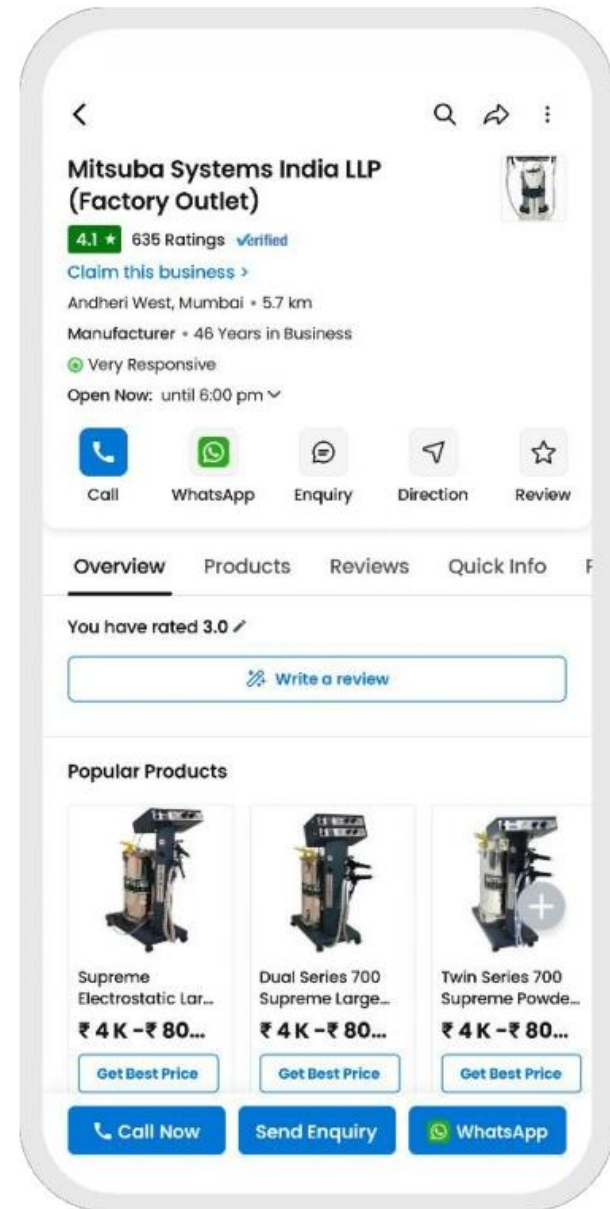 Mitsuba Systems India LLP
(Factory Outlet)
4.1 ★ 635 Ratings Verified
Claim this business >
Andheri West, Mumbai • 5.7 km
Manufacturer • 46 Years in Business
Very Responsive
Open Now: until 6:00 pm
Call WhatsApp Enquiry Direction Review
Overview Products Reviews Quick Info
You have rated 3.0
Write a review
Popular Products
Supreme
Electrostatic Lar...
₹ 4 K -₹ 80...
Get Best Price
Dual Series 700
Supreme Large...
₹ 4 K -₹ 80...
Get Best Price
Twin Series 700
Supreme Powde...
₹ 4 K -₹ 80...
Get Best Price
Call Now Send Enquiry WhatsApp